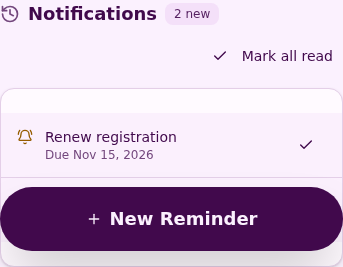 Notifications 2 new
Mark all read
Renew registration
Due Nov 15, 2026
+ New Reminder